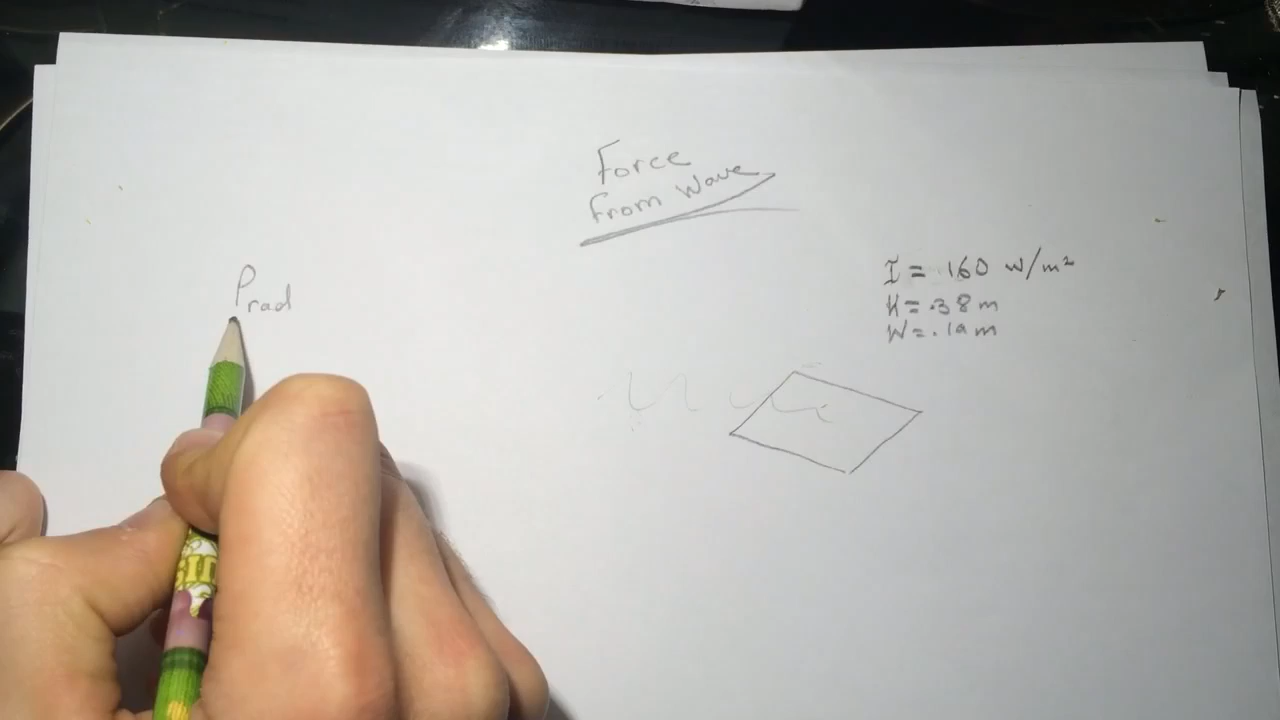 Force
from wave
I = 160 W/m²
H = .38 m
W = .19 m
Prad